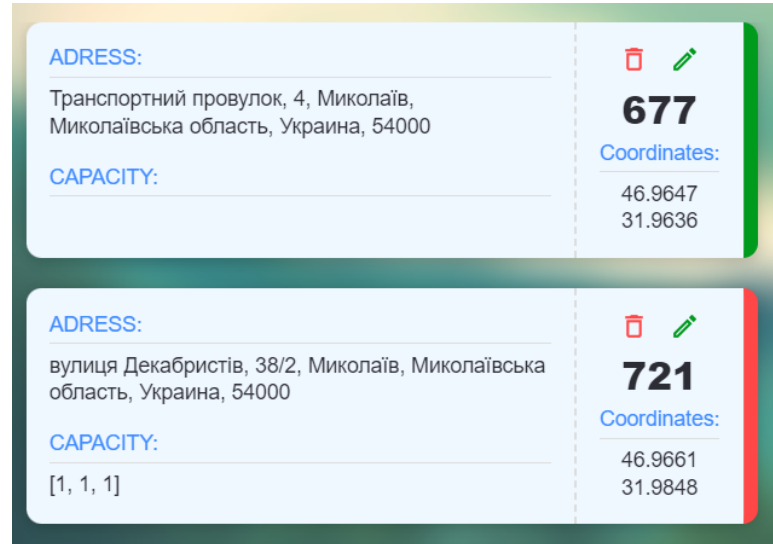 ADRESS:
Транспортний провулок, 4, Миколаїв,
Миколаївська область, Украина, 54000
CAPACITY:
677
Coordinates:
46.9647
31.9636
ADRESS:
вулиця Декабристів, 38/2, Миколаїв, Миколаївська
область, Украина, 54000
CAPACITY:
[1, 1, 1]
721
Coordinates:
46.9661
31.9848